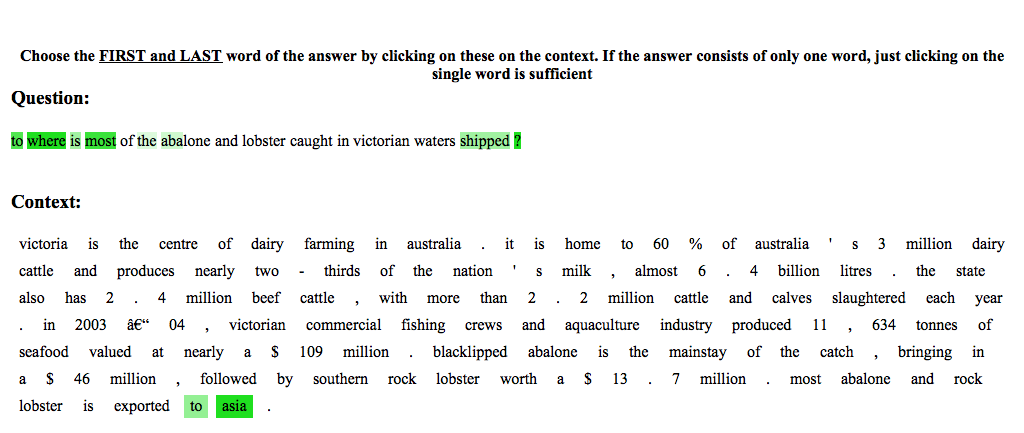 Choose the FIRST and LAST word of the answer by clicking on these on the context. If the answer consists of only one word, just clicking on the
single word is sufficient
Question:
to where is most of the abalone and lobster caught in victorian waters shipped ?
Context:
victoria is the centre of dairy farming in australia . it is home to 60 % of australia ' s 3 million dairy
cattle and produces nearly two - thirds of the nation ' s milk , almost 6 . 4 billion litres . the state
also has 2 . 4 million beef cattle , with more than 2 . 2 million cattle and calves slaughtered each year
. in 2003 â€“ 04 , victorian commercial fishing crews and aquaculture industry produced 11 , 634 tonnes of
seafood valued at nearly a $ 109 million . blacklipped abalone is the mainstay of the catch , bringing in
a $ 46 million , followed by southern rock lobster worth a $ 13 . 7 million . most abalone and rock
lobster is exported to asia .